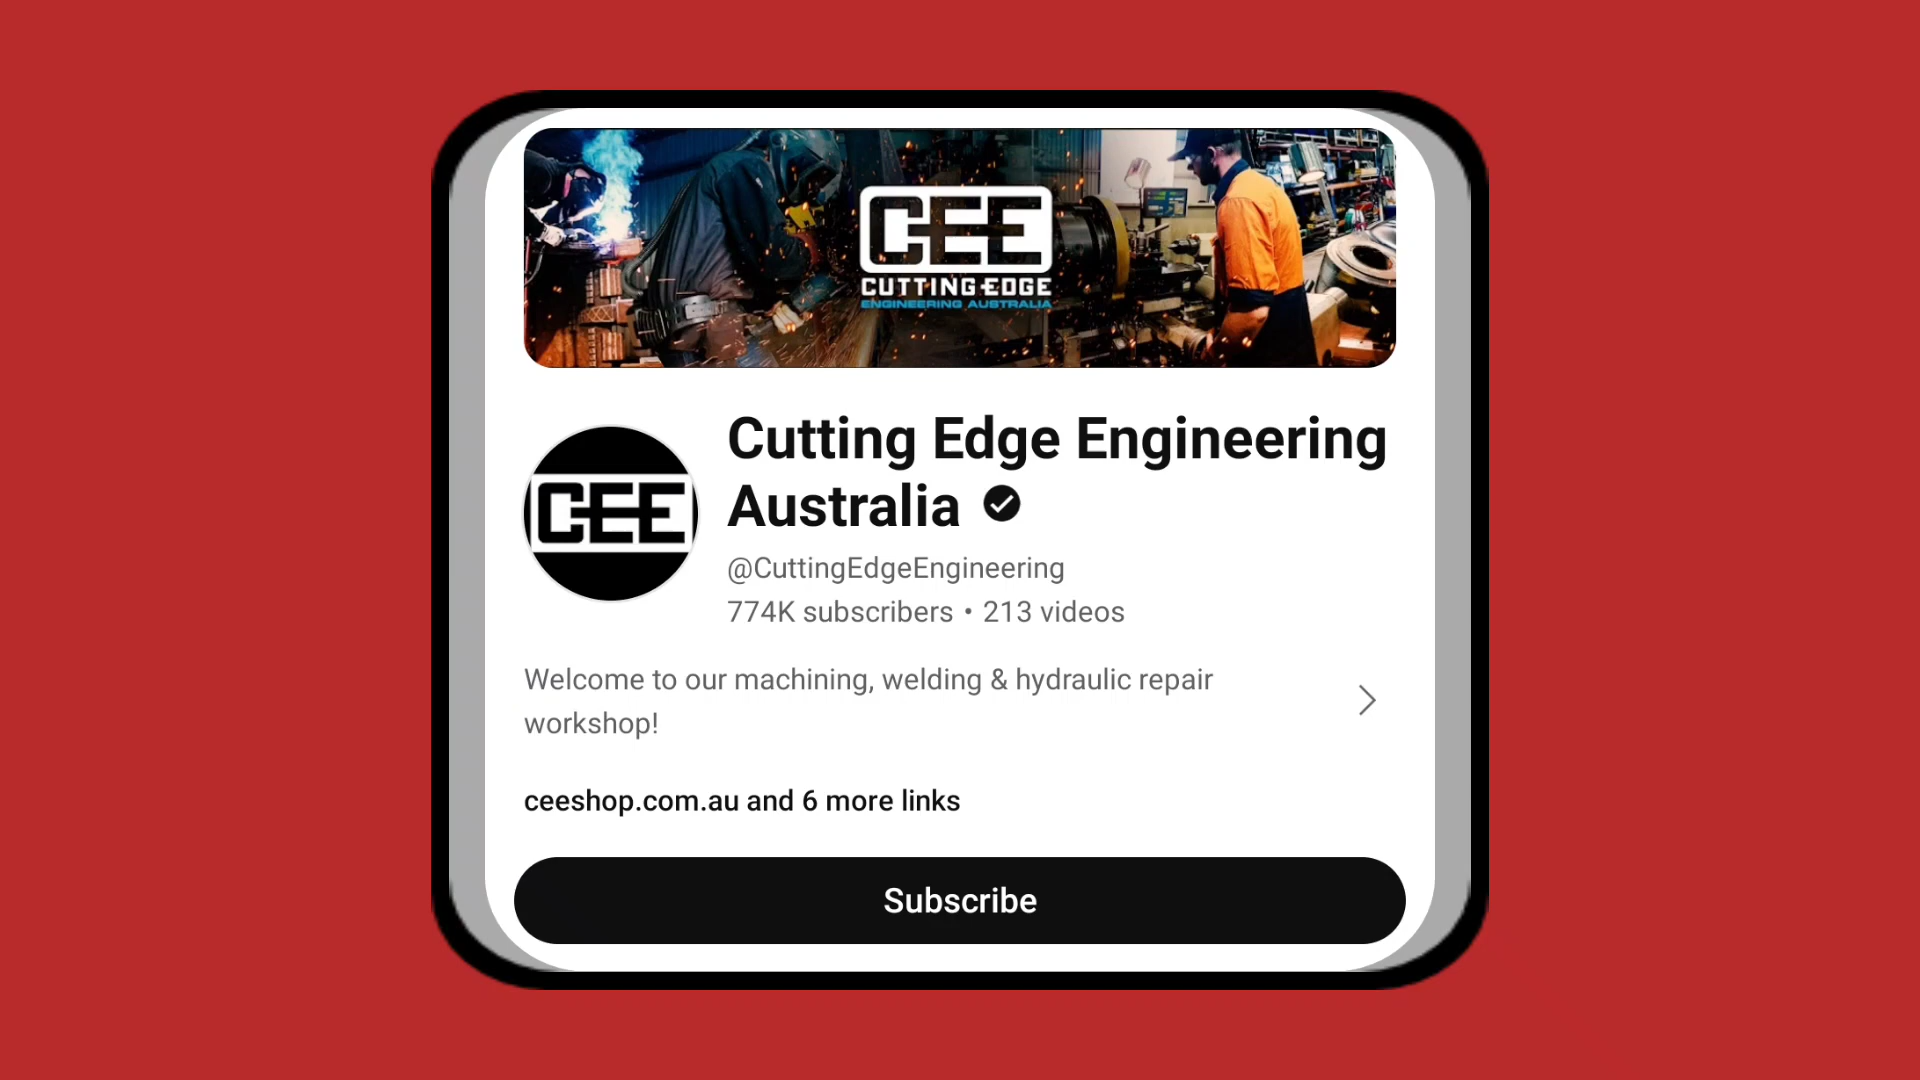 CEE
CUTTING EDGE
ENGINEERING AUSTRALIA
CEE
Cutting Edge Engineering
Australia
@CuttingEdgeEngineering
774K subscribers • 213 videos
Welcome to our machining, welding & hydraulic repair
workshop!
ceeshop.com.au and 6 more links
Subscribe